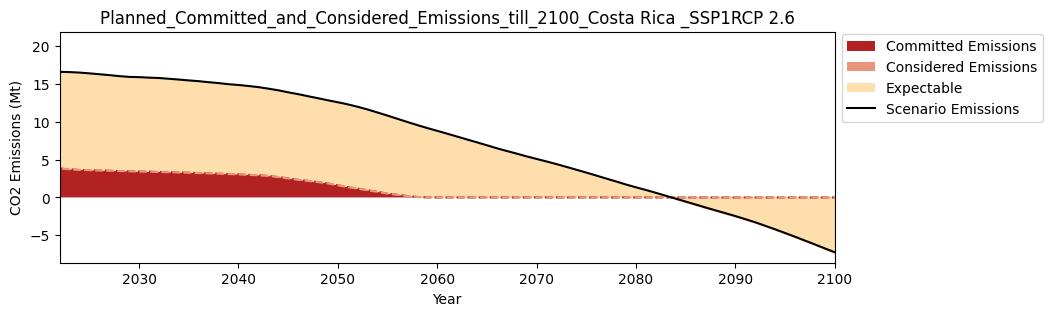 Planned_Committed_and_Considered_Emissions_till_2100_Costa Rica _SSP1RCP 2.6
20
15
10
5
0
−5
CO2 Emissions (Mt)
2030
2040
2050
2060
2070
2080
2090
2100
Year
Committed Emissions
Considered Emissions
Expectable
Scenario Emissions